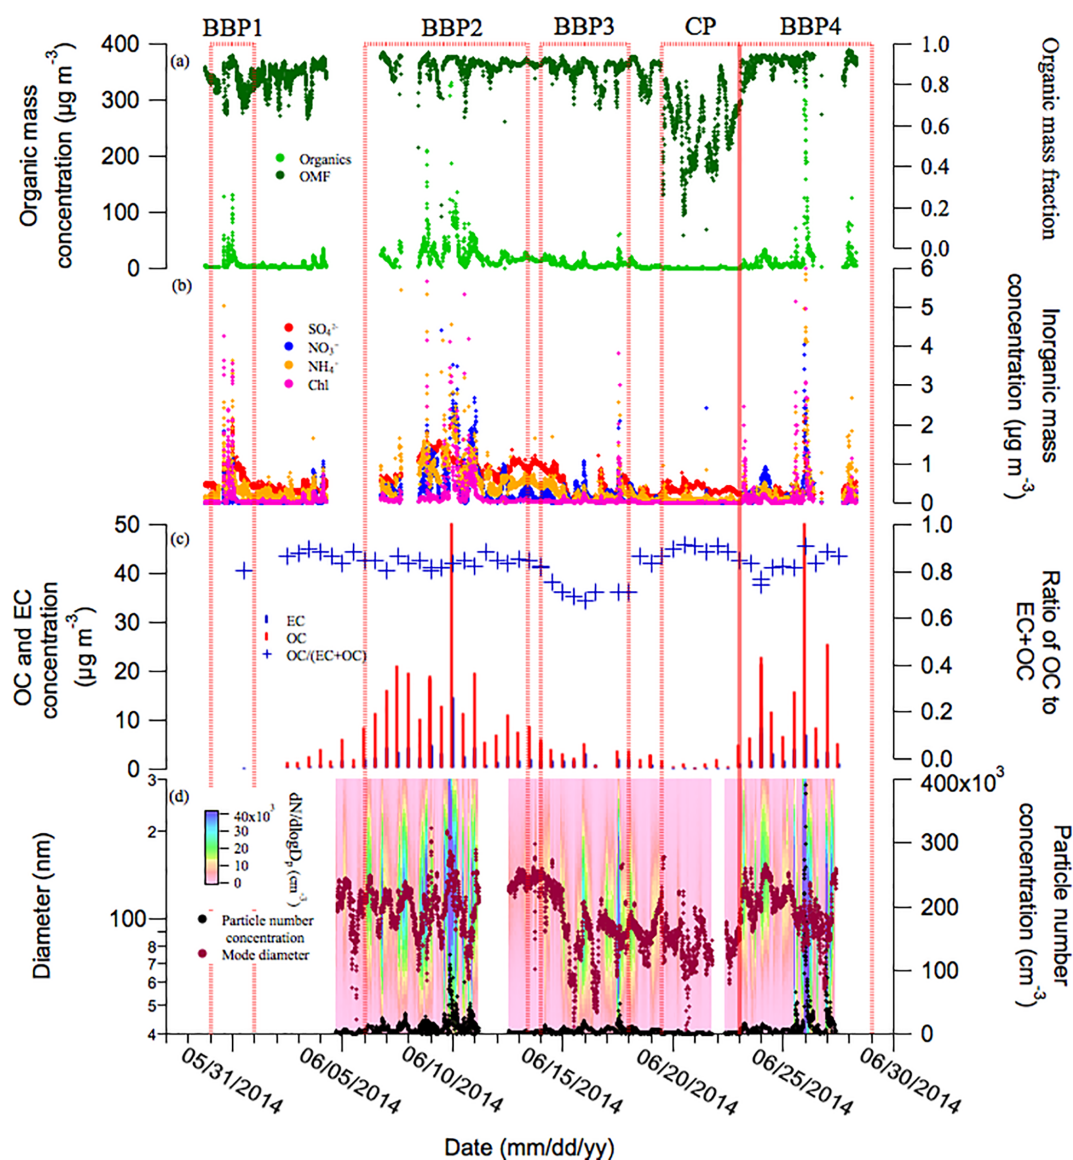 BBP1 BBP2 BBP3 CP BBP4
(a)
Organic mass
concentration (µg m⁻³)
400
300
200
100
0
Organics
OMF
1.0
0.8
0.6
0.4
0.2
0.0
Organic mass fraction
(b)
SO₄²⁻
NO₃⁻
NH₄⁻
Chl
6
5
4
3
2
1
0
Inorganic mass
concentration (µg m⁻³)
(c)
OC and EC
concentration
(µg m⁻³)
50
40
30
20
10
0
EC
OC
OC/(EC+OC)
1.0
0.8
0.6
0.4
0.2
0.0
Ratio of OC to
EC+OC
(d)
Diameter (nm)
3
2
100
8
7
6
5
4
40x10³
30
20
10
0
dN/dlogDₚ (cm⁻³)
Particle number
concentration
Mode diameter
400x10³
300
200
100
0
Particle number
concentration (cm⁻³)
05/31/2014 06/05/2014 06/10/2014 06/15/2014 06/20/2014 06/25/2014 06/30/2014
Date (mm/dd/yy)